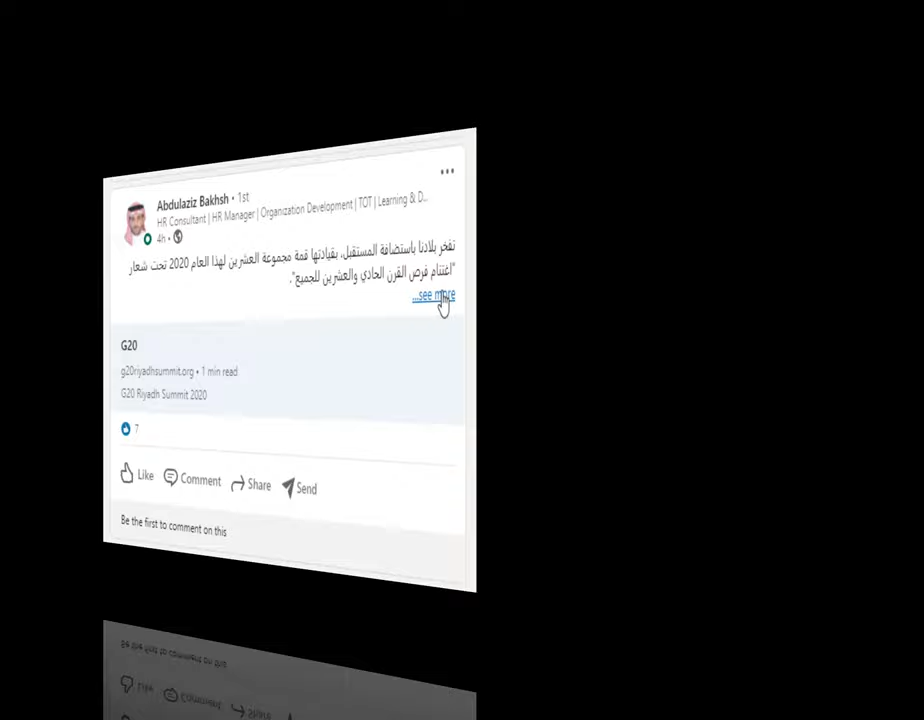 Abdulaziz Bakhsh • 1st
HR Consultant | HR Manager | Organization Development | TOT | Learning & D...
4h •
تفخر بلادنا باستضافة المستقبل، بقيادتها قمة مجموعة العشرين لهذا العام 2020 تحت شعار
"اغتنام فرص القرن الحادي والعشرين للجميع".
...see more
G20
g20riyadhsummit.org • 1 min read
G20 Riyadh Summit 2020
7
Like Comment Share Send
Be the first to comment on this